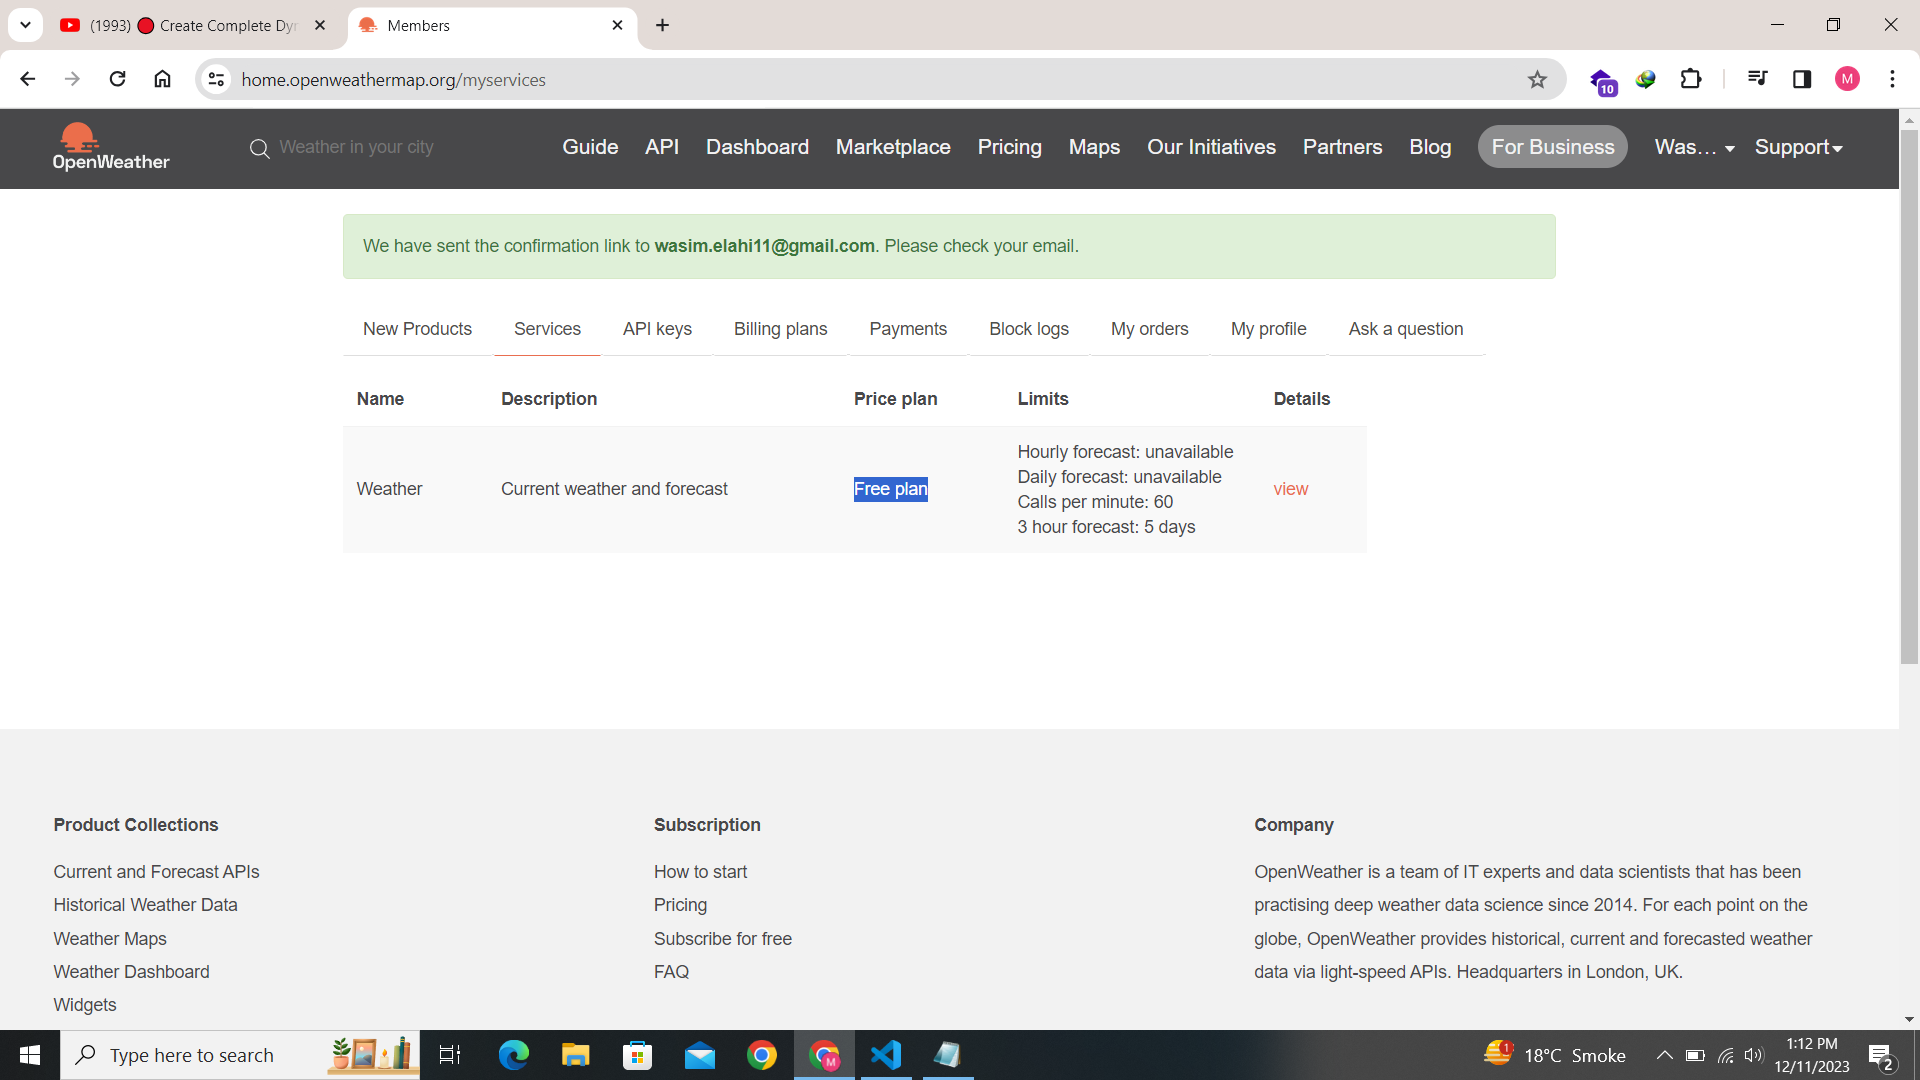 (1993) 🔴 Create Complete Dyn
Members
home.openweathermap.org/myservices
10
M
OpenWeather
Weather in your city
Guide
API
Dashboard
Marketplace
Pricing
Maps
Our Initiatives
Partners
Blog
For Business
Was...
Support
We have sent the confirmation link to wasim.elahi11@gmail.com. Please check your email.
New Products
Services
API keys
Billing plans
Payments
Block logs
My orders
My profile
Ask a question
Name
Description
Price plan
Limits
Details
Weather
Current weather and forecast
Free plan
Hourly forecast: unavailable
Daily forecast: unavailable
Calls per minute: 60
3 hour forecast: 5 days
view
Product Collections
Current and Forecast APIs
Historical Weather Data
Weather Maps
Weather Dashboard
Widgets
Subscription
How to start
Pricing
Subscribe for free
FAQ
Company
OpenWeather is a team of IT experts and data scientists that has been
practising deep weather data science since 2014. For each point on the
globe, OpenWeather provides historical, current and forecasted weather
data via light-speed APIs. Headquarters in London, UK.
Type here to search
M
1
18°C Smoke
1:12 PM
12/11/2023
2